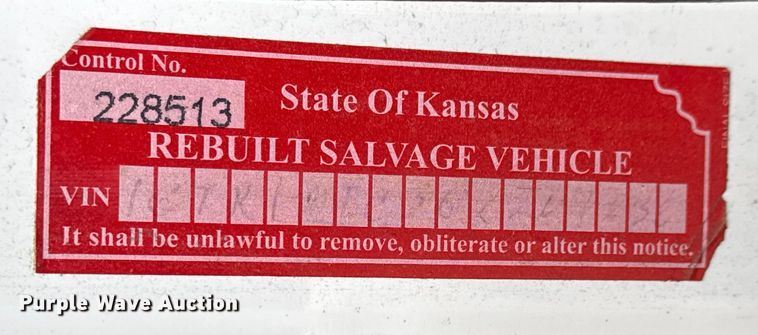 Control No.
228513
State Of Kansas
REBUILT SALVAGE VEHICLE
VIN
It shall be unlawful to remove, obliterate or alter this notice.
Purple Wave Auction